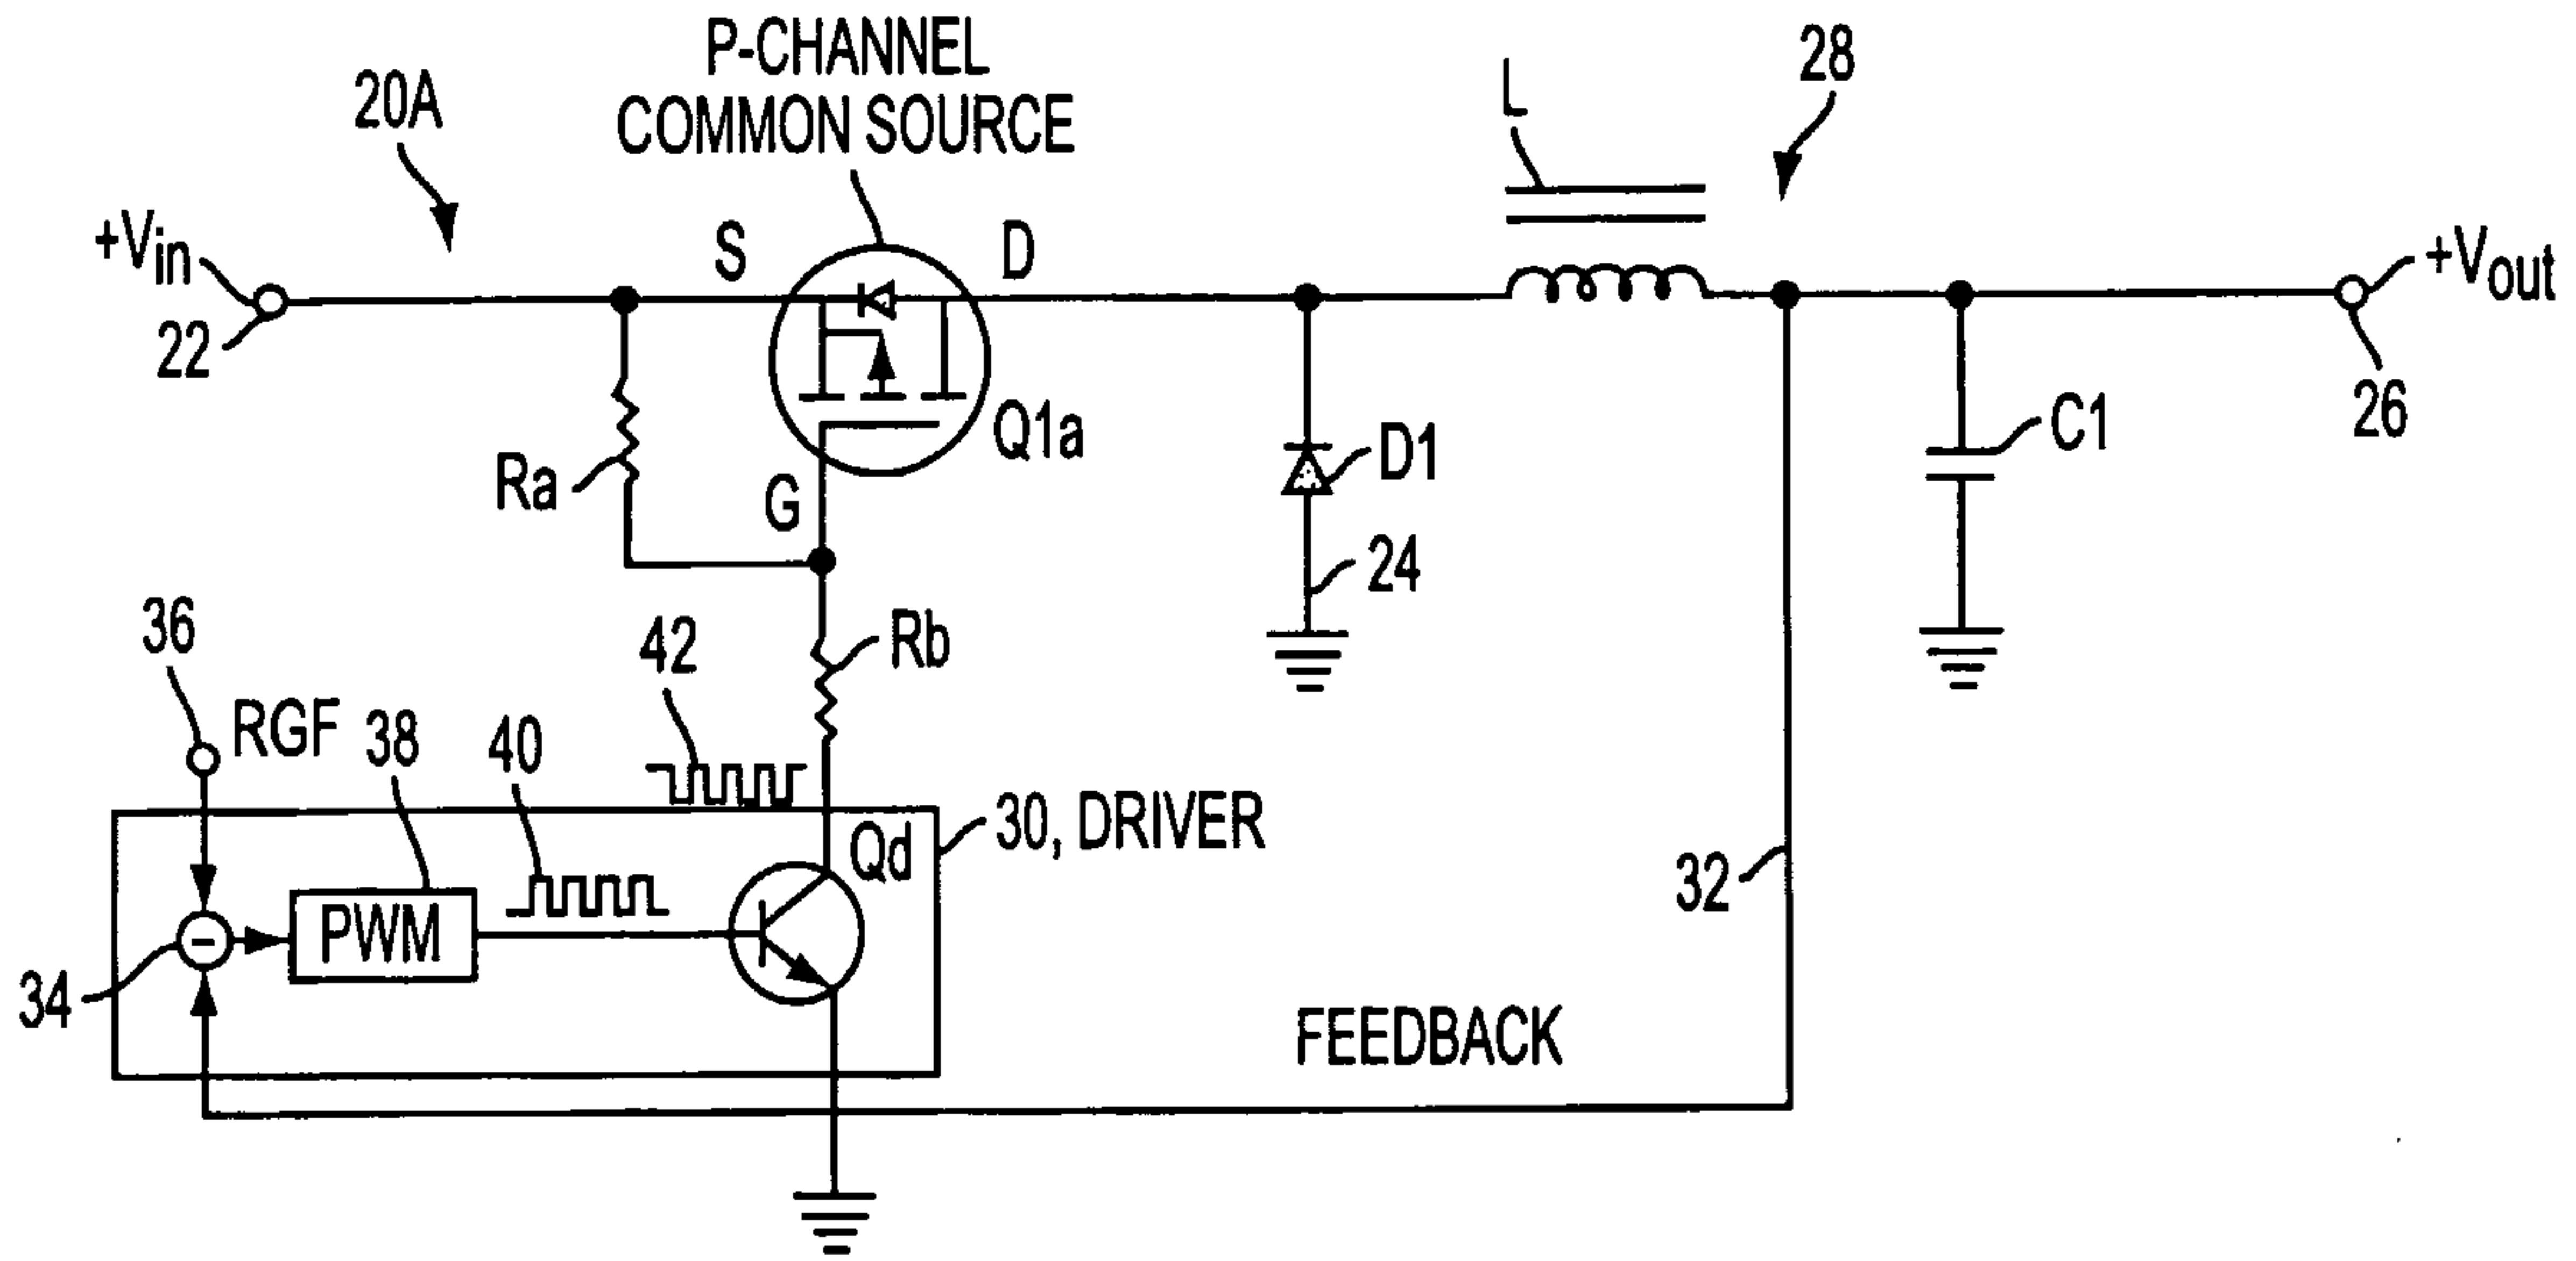 P-CHANNEL
COMMON SOURCE
20A
L
28
+Vin
S
D
+Vout
22
26
Ra
Q1a
G
D1
C1
24
36
42
Rb
RGF
38
40
30, DRIVER
Qd
PWM
32
34
-
FEEDBACK